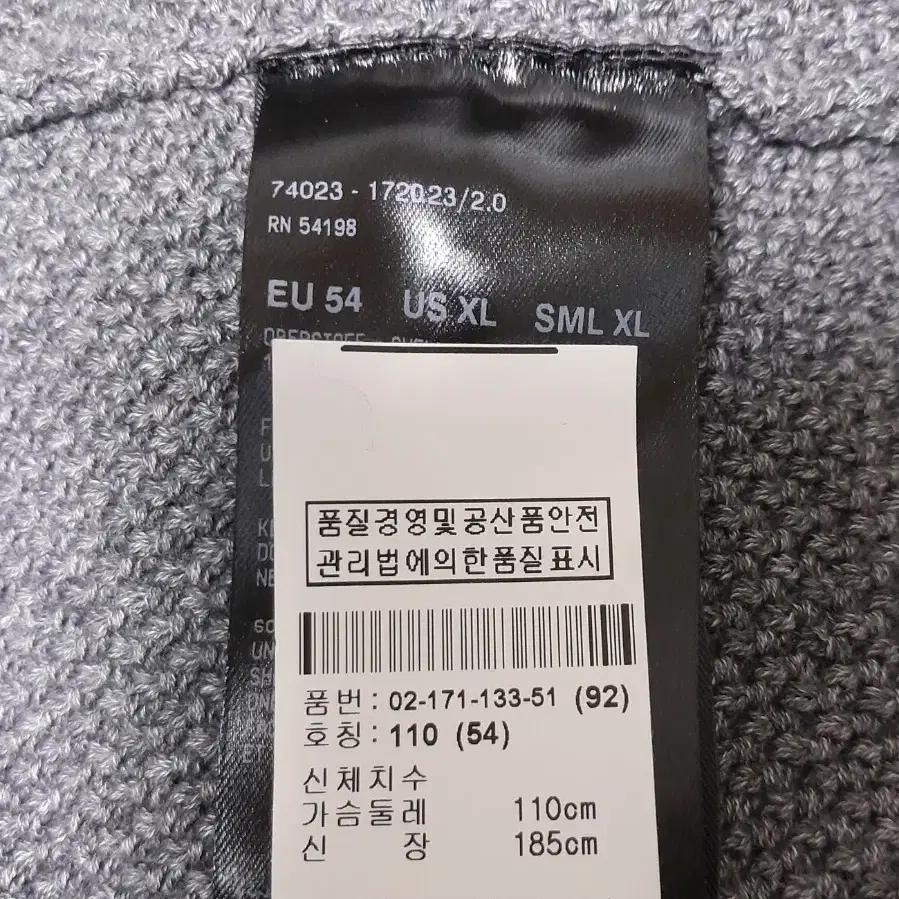 74023 - 172023/2.0
RN 54198
EU 54 US XL SML XL
품질경영및공산품안전
관리법에의한품질표시
품번 : 02-171-133-51 (92)
호칭 : 110 (54)
신체치수
가슴둘레 110cm
신 장 185cm